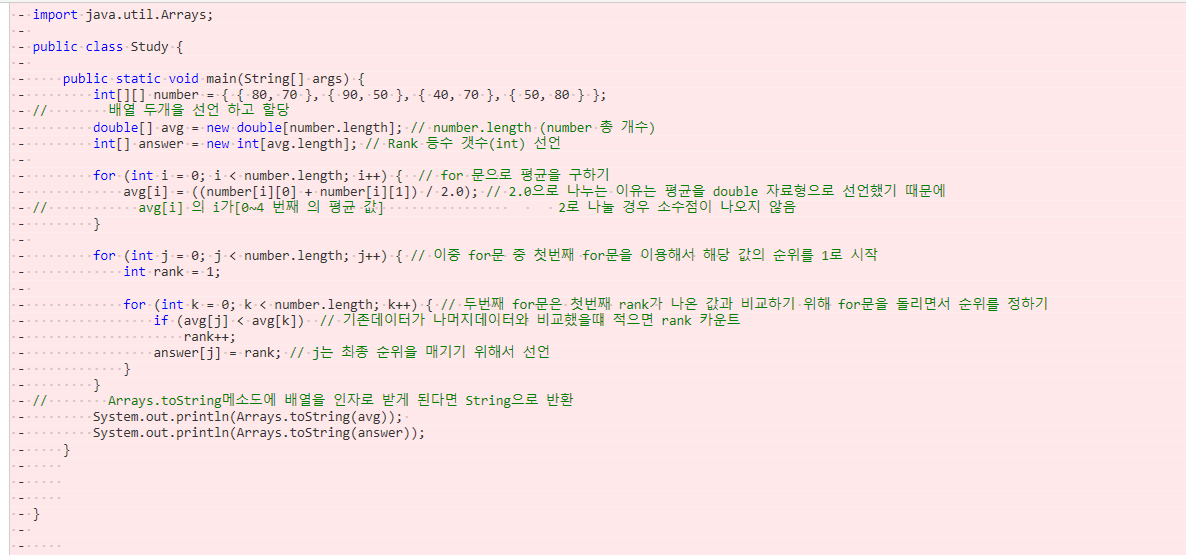 - import java.util.Arrays;
-
- public class Study {
-
-     public static void main(String[] args) {
-         int[][] number = { { 80, 70 }, { 90, 50 }, { 40, 70 }, { 50, 80 } };
- //        배열 두개을 선언 하고 할당
-         double[] avg = new double[number.length]; // number.length (number 총 개수)
-         int[] answer = new int[avg.length]; // Rank 등수 갯수(int) 선언
-
-         for (int i = 0; i < number.length; i++) {  // for 문으로 평균을 구하기
-             avg[i] = ((number[i][0] + number[i][1]) / 2.0); // 2.0으로 나누는 이유는 평균을 double 자료형으로 선언했기 때문에
- //            avg[i] 의 i가[0~4 번째 의 평균 값]                       2로 나눌 경우 소수점이 나오지 않음
-         }
-
-         for (int j = 0; j < number.length; j++) { // 이중 for문 중 첫번째 for문을 이용해서 해당 값의 순위를 1로 시작
-             int rank = 1;
-
-             for (int k = 0; k < number.length; k++) { // 두번째 for문은 첫번째 rank가 나온 값과 비교하기 위해 for문을 돌리면서 순위를 정하기
-                 if (avg[j] < avg[k])  // 기존데이터가 나머지데이터와 비교했을때 적으면 rank 카운트
-                     rank++;
-                 answer[j] = rank; // j는 최종 순위을 매기기 위해서 선언
-             }
-         }
- //        Arrays.toString메소드에 배열을 인자로 받게 된다면 String으로 반환
-         System.out.println(Arrays.toString(avg));
-         System.out.println(Arrays.toString(answer));
-     }
-
-
-
- }
-
-